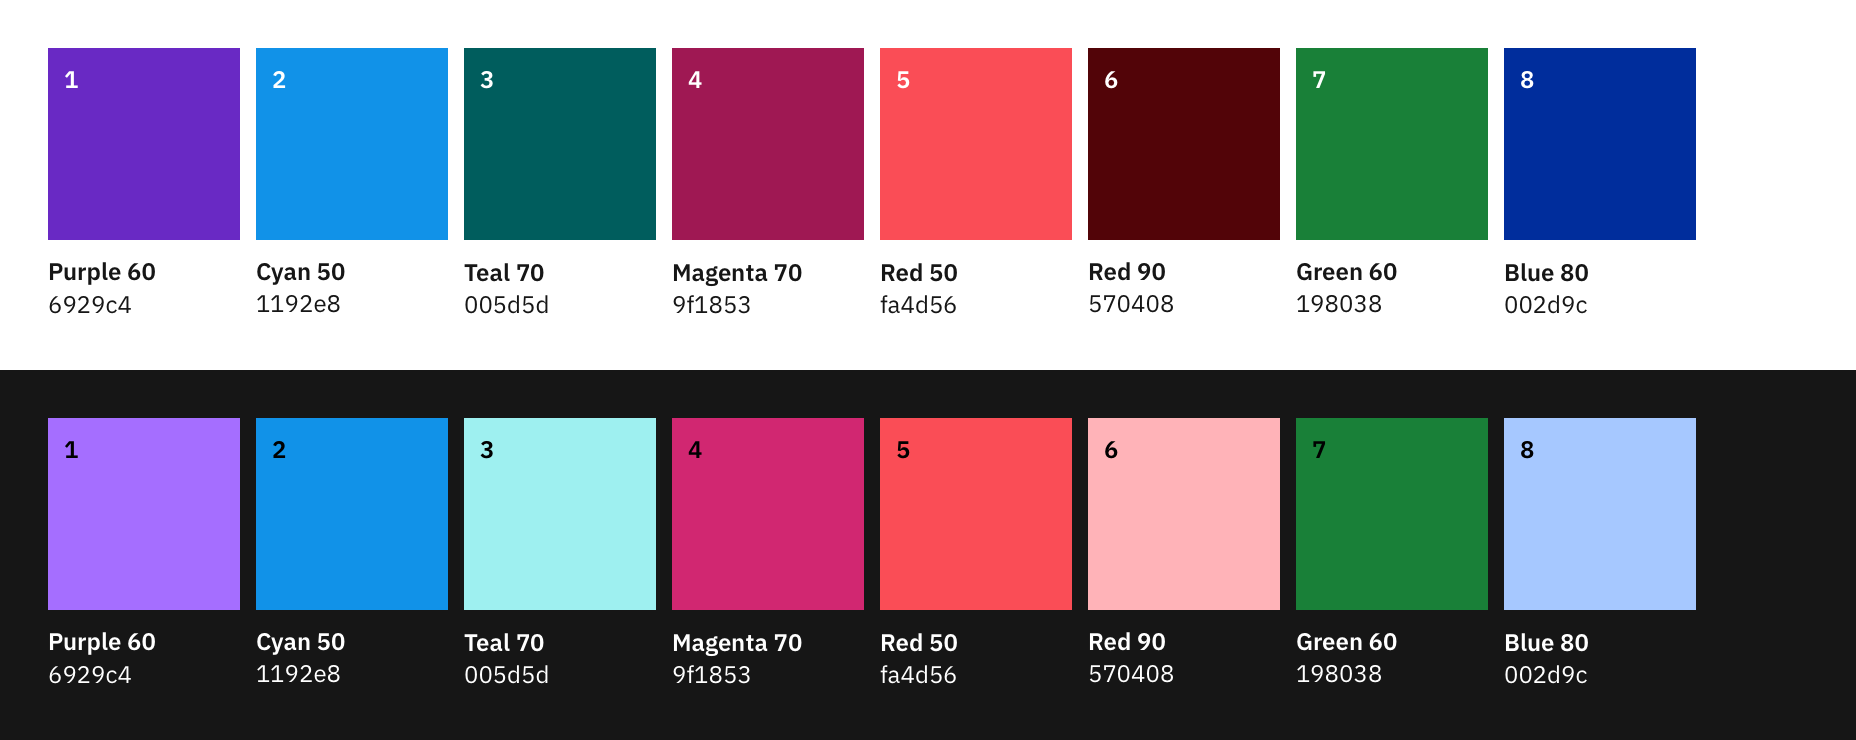 1 2 3 4 5 6 7 8
Purple 60 Cyan 50 Teal 70 Magenta 70 Red 50 Red 90 Green 60 Blue 80
6929c4 1192e8 005d5d 9f1853 fa4d56 570408 198038 002d9c
1 2 3 4 5 6 7 8
Purple 60 Cyan 50 Teal 70 Magenta 70 Red 50 Red 90 Green 60 Blue 80
6929c4 1192e8 005d5d 9f1853 fa4d56 570408 198038 002d9c